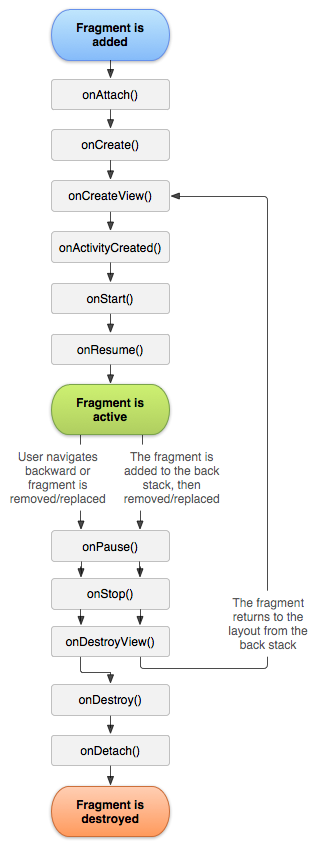 Fragment is
added
onAttach()
onCreate()
onCreateView()
onActivityCreated()
onStart()
onResume()
Fragment is
active
User navigates
backward or
fragment is
removed/replaced
The fragment is
added to the back
stack, then
removed/replaced
onPause()
onStop()
onDestroyView()
The fragment
returns to the
layout from the
back stack
onDestroy()
onDetach()
Fragment is
destroyed